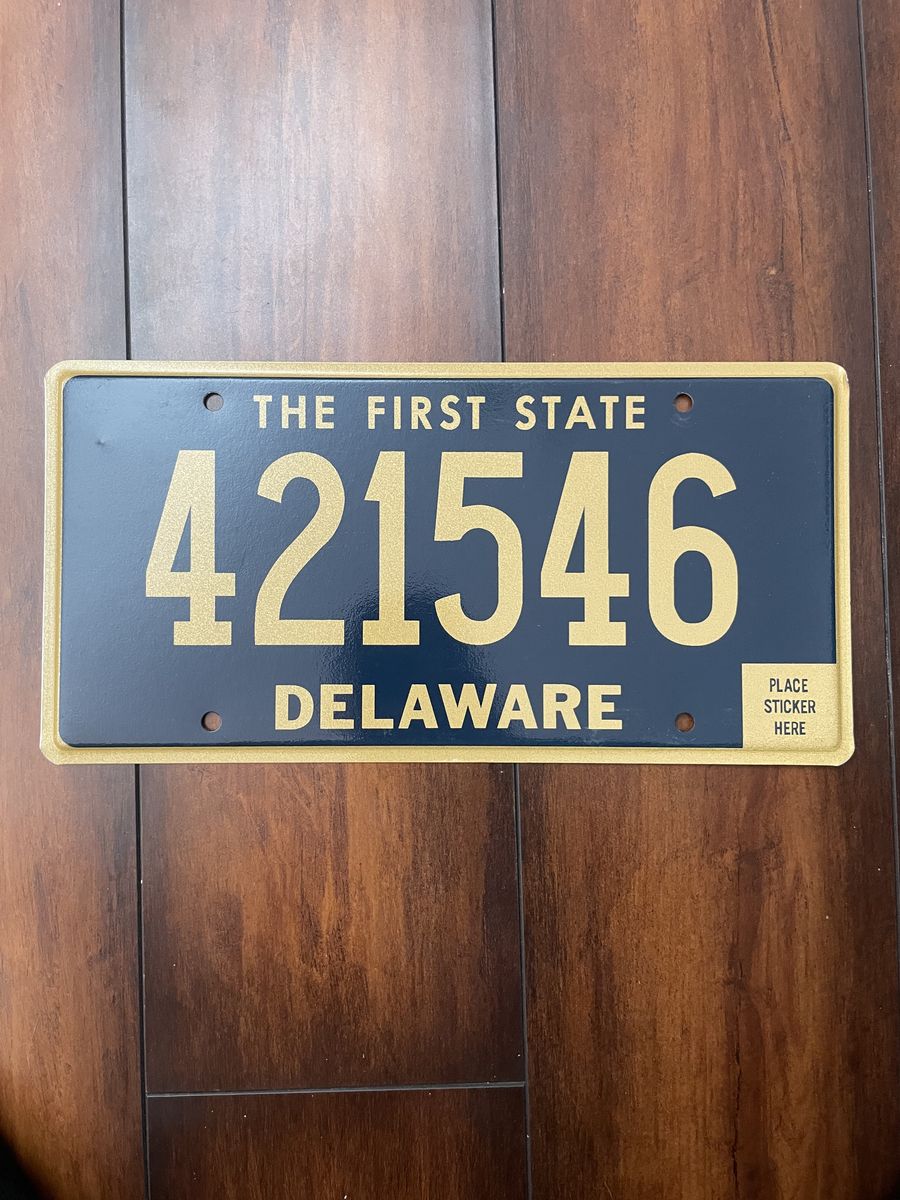 THE FIRST STATE
421546
DELAWARE
PLACE
STICKER
HERE